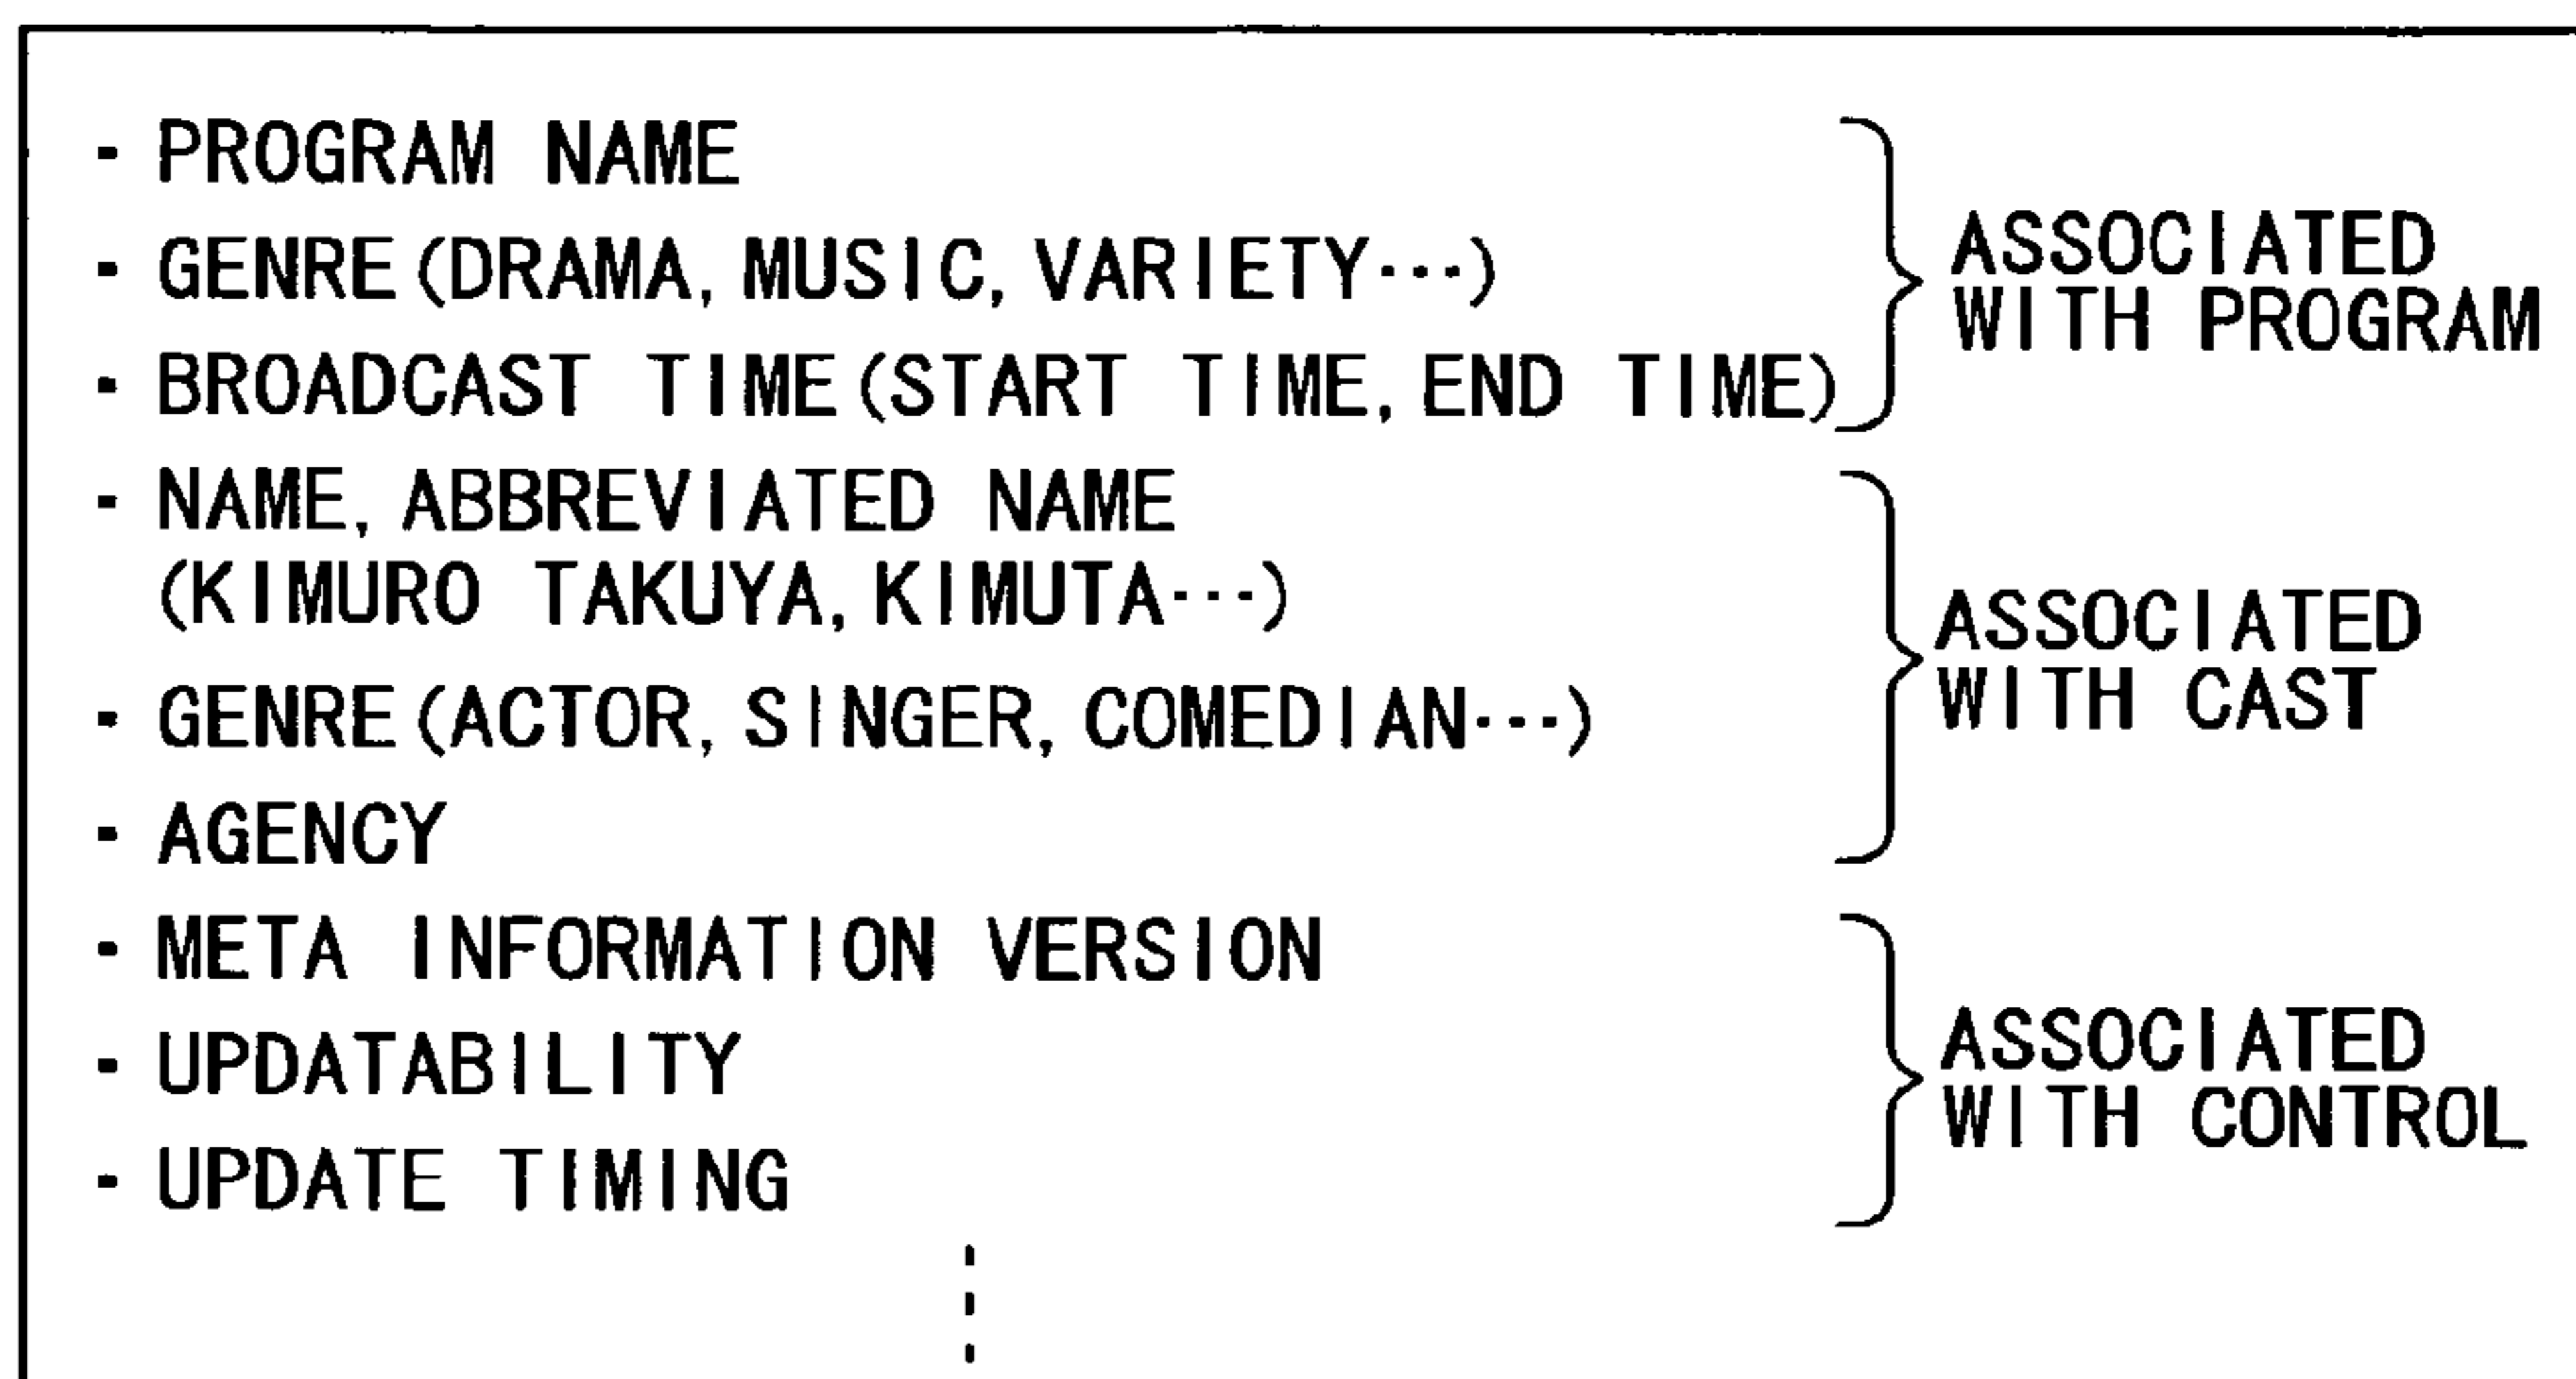 - PROGRAM NAME
- GENRE(DRAMA, MUSIC, VARIETY···)
- BROADCAST TIME(START TIME, END TIME)
ASSOCIATED
WITH PROGRAM
- NAME, ABBREVIATED NAME
(KIMURO TAKUYA, KIMUTA···)
- GENRE(ACTOR, SINGER, COMEDIAN···)
- AGENCY
ASSOCIATED
WITH CAST
- META INFORMATION VERSION
- UPDATABILITY
- UPDATE TIMING
ASSOCIATED
WITH CONTROL